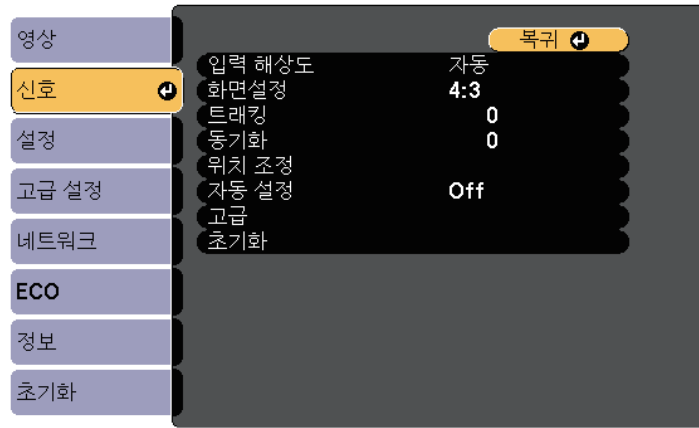 영상
신호
설정
고급 설정
네트워크
ECO
정보
초기화
복귀
입력 해상도 자동
화면설정 4:3
트래킹 0
동기화 0
위치 조정
자동 설정 Off
고급
초기화